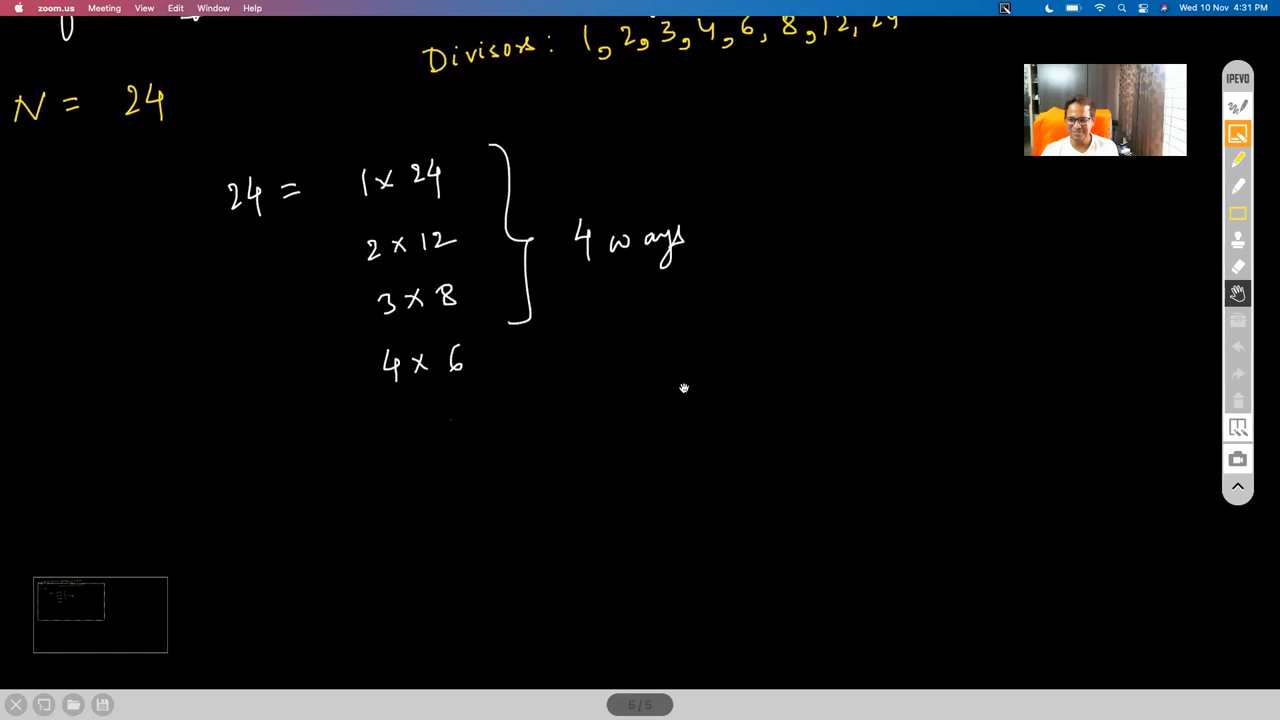 zoom.us Meeting View Edit Window Help Wed 10 Nov 4:31 PM
Divisors: 1, 2, 3, 4, 6, 8, 12, 24
IPEVO
N = 24
24 = 1 x 24
2 x 12
4 ways
3 x 8
4 x 6
5 / 5